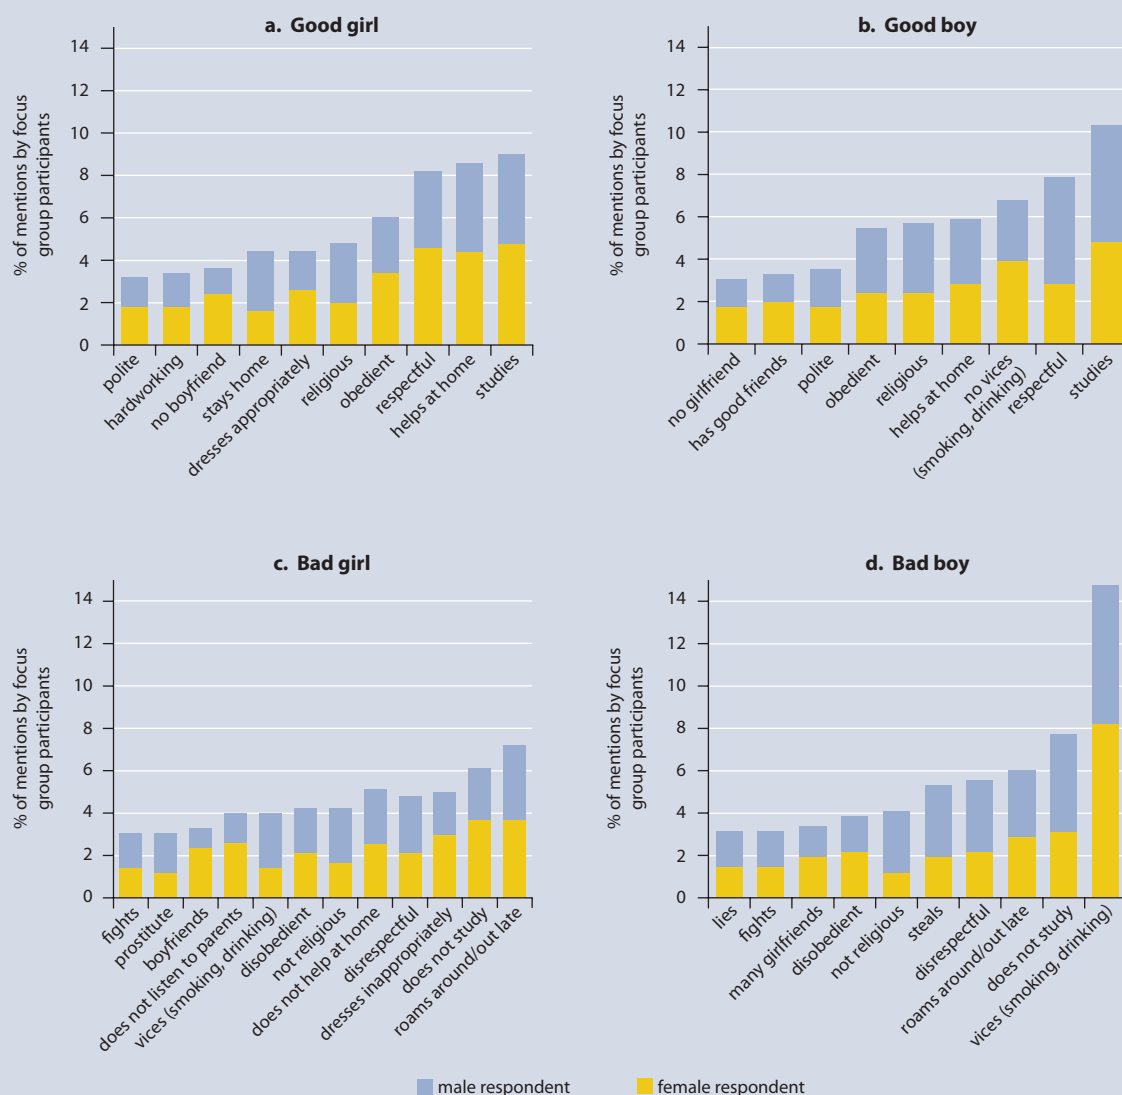 a. Good girl
% of mentions by focus
group participants
14
12
10
8
6
4
2
0
polite
hardworking
no boyfriend
stays home
dresses appropriately
religious
obedient
respectful
helps at home
studies
b. Good boy
% of mentions by focus
group participants
14
12
10
8
6
4
2
0
no girlfriend
has good friends
polite
obedient
religious
helps at home
no vices
(smoking, drinking)
respectful
studies
c. Bad girl
% of mentions by focus
group participants
14
12
10
8
6
4
2
0
fights
prostitute
boyfriends
does not listen to parents
vices (smoking, drinking)
disobedient
not religious
does not help at home
disrespectful
dresses inappropriately
does not study
roams around/out late
d. Bad boy
% of mentions by focus
group participants
14
12
10
8
6
4
2
0
lies
fights
many girlfriends
disobedient
not religious
steals
disrespectful
roams around/out late
does not study
vices (smoking, drinking)
male respondent
female respondent